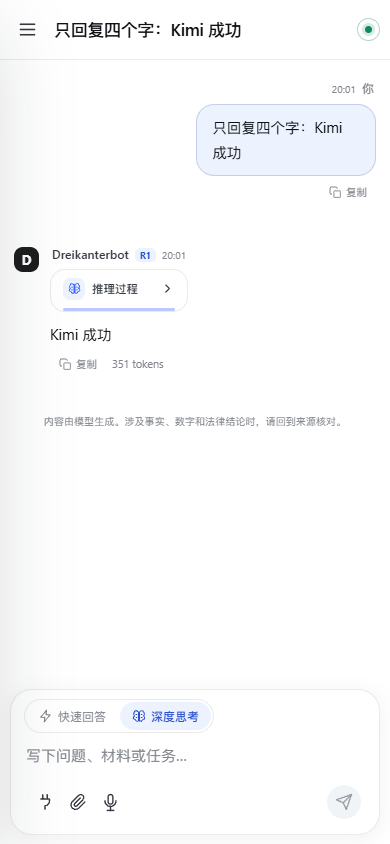 只回复四个字：Kimi 成功
20:01 你
只回复四个字：Kimi
成功
复制
D Dreikanterbot R1 20:01
推理过程
Kimi 成功
复制 351 tokens
内容由模型生成。涉及事实、数字和法律结论时，请回到来源核对。
快速回答 深度思考
写下问题、材料或任务...